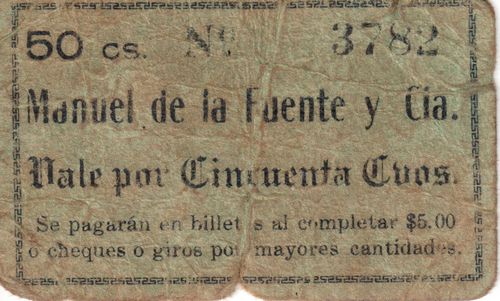 50 cs. Nº 3782
Manuel de la Fuente y Cía.
Vale por Cincuenta Cvos.
Se pagarán en billetes al completar $5.00
o cheques o giros por mayores cantidades.